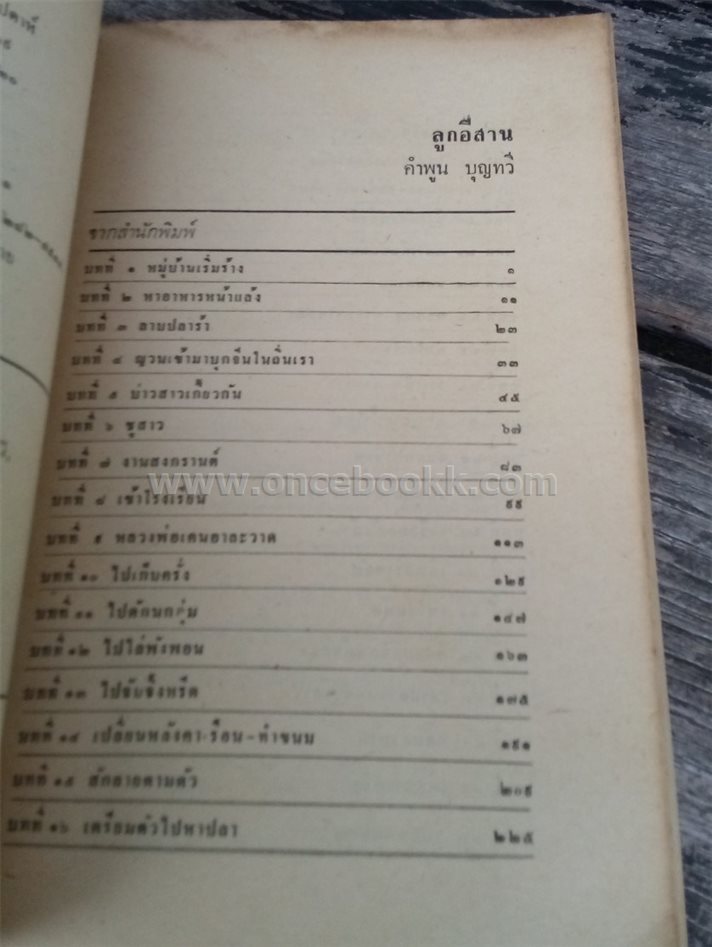 ลูกอีสาน
คำพูน บุญทวี
จากสำนักพิมพ์
บทที่ ๑ หมู่บ้านเริ่มร้าง ๑
บทที่ ๒ หาอาหารหน้าแล้ง ๑๑
บทที่ ๓ ลาบปลาร้า ๒๓
บทที่ ๔ ญวนเข้ามาบุกจีนในถิ่นเรา ๓๓
บทที่ ๕ บ่าวสาวเกี้ยวกัน ๔๕
บทที่ ๖ ชูสาว ๖๗
บทที่ ๗ งานสงกรานต์ ๘๓
www.oncebookk.com
บทที่ ๘ เข้าโรงเรียน ๙๙
บทที่ ๙ หลวงพ่อเคนอาละวาด ๑๑๓
บทที่ ๑๐ ไปเก็บครั่ง ๑๒๙
บทที่ ๑๑ ไปดักนกคุ่ม ๑๔๗
บทที่ ๑๒ ไปไล่พังพอน ๑๖๓
บทที่ ๑๓ ไปจับจิ้งหรีด ๑๗๕
บทที่ ๑๔ เปลี่ยนหลังคาเรือน-ทำขนม ๑๙๑
บทที่ ๑๕ สักลายตามตัว ๒๐๙
บทที่ ๑๖ เตรียมตัวไปหาปลา ๒๒๕